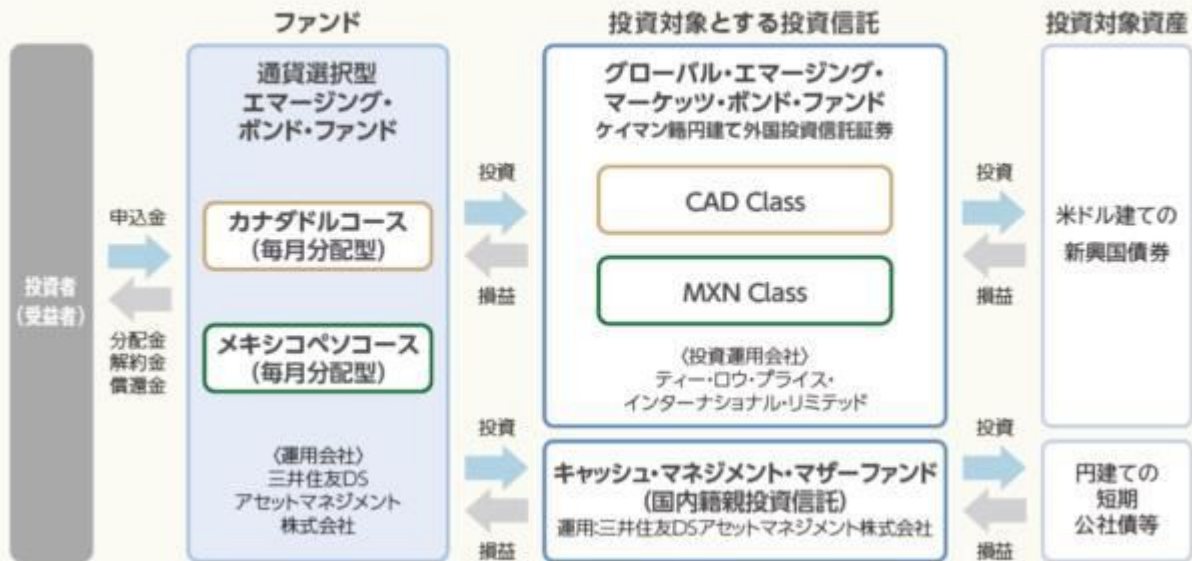 ファンド
投資対象とする投資信託
投資対象資産
投資者
(受益者)
申込金
分配金
解約金
償還金
通貨選択型
エマージング・
ボンド・ファンド
カナダドルコース
(毎月分配型)
メキシコペソコース
(毎月分配型)
〈運用会社〉
三井住友DS
アセットマネジメント
株式会社
投資
損益
投資
損益
グローバル・エマージング・
マーケッツ・ボンド・ファンド
ケイマン籍円建て外国投資信託証券
CAD Class
MXN Class
〈投資運用会社〉
ティー・ロウ・プライス・
インターナショナル・リミテッド
キャッシュ・マネジメント・マザーファンド
(国内籍親投資信託)
運用:三井住友DSアセットマネジメント株式会社
投資
損益
投資
損益
米ドル建ての
新興国債券
円建ての
短期
公社債等